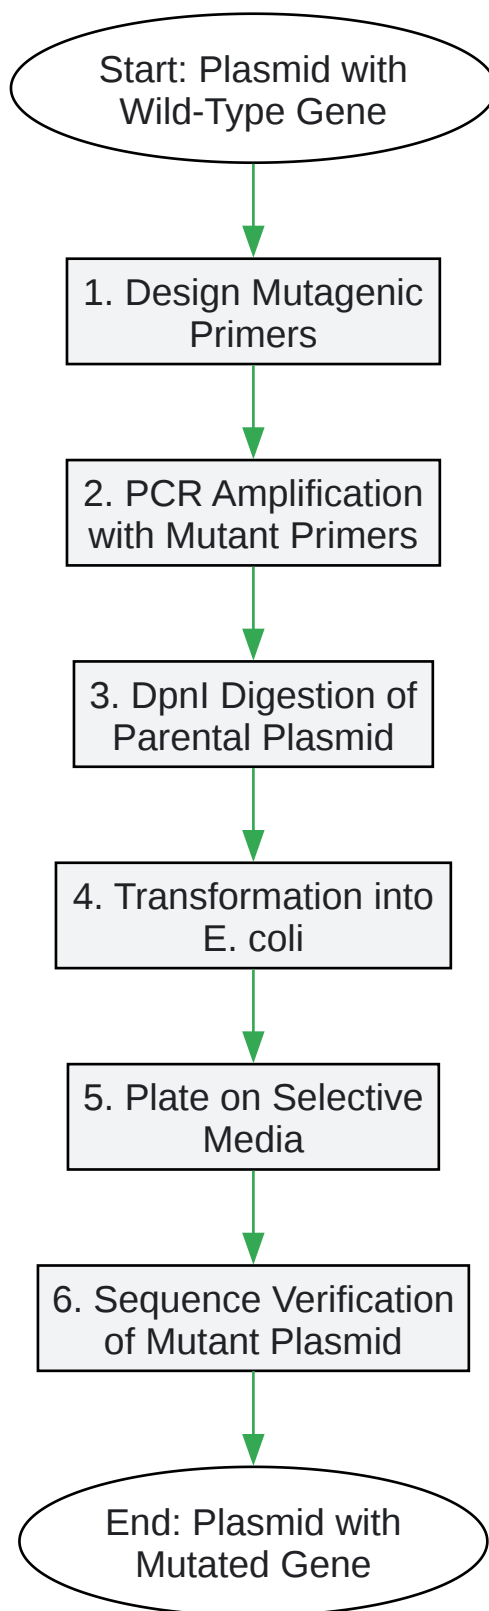 Start: Plasmid with
Wild-Type Gene
1. Design Mutagenic
Primers
2. PCR Amplification
with Mutant Primers
3. DpnI Digestion of
Parental Plasmid
4. Transformation into
E. coli
5. Plate on Selective
Media
6. Sequence Verification
of Mutant Plasmid
End: Plasmid with
Mutated Gene